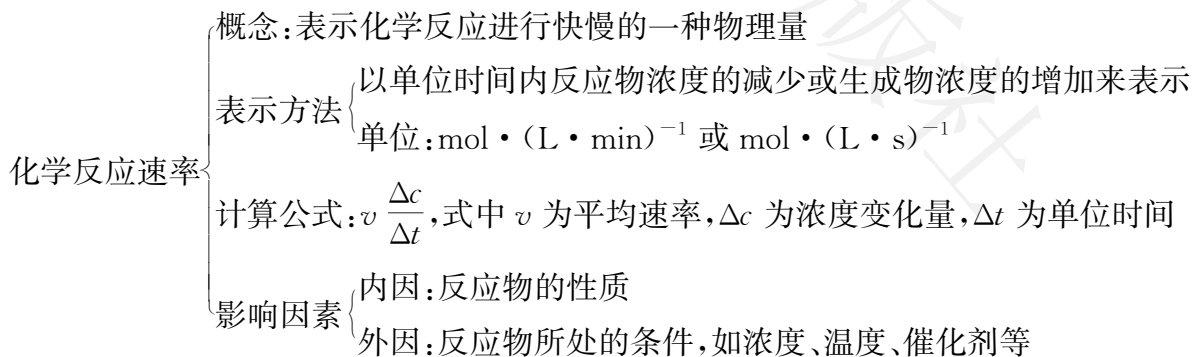 概念:表示化学反应进行快慢的一种物理量
以单位时间内反应物浓度的减少或生成物浓度的增加来表示
表示方法
单位:mol·(L·min)⁻¹ 或 mol·(L·s)⁻¹
化学反应速率
计算公式:v Δc/Δt,式中 v 为平均速率,Δc 为浓度变化量,Δt 为单位时间
内因:反应物的性质
影响因素
外因:反应物所处的条件,如浓度、温度、催化剂等
版社